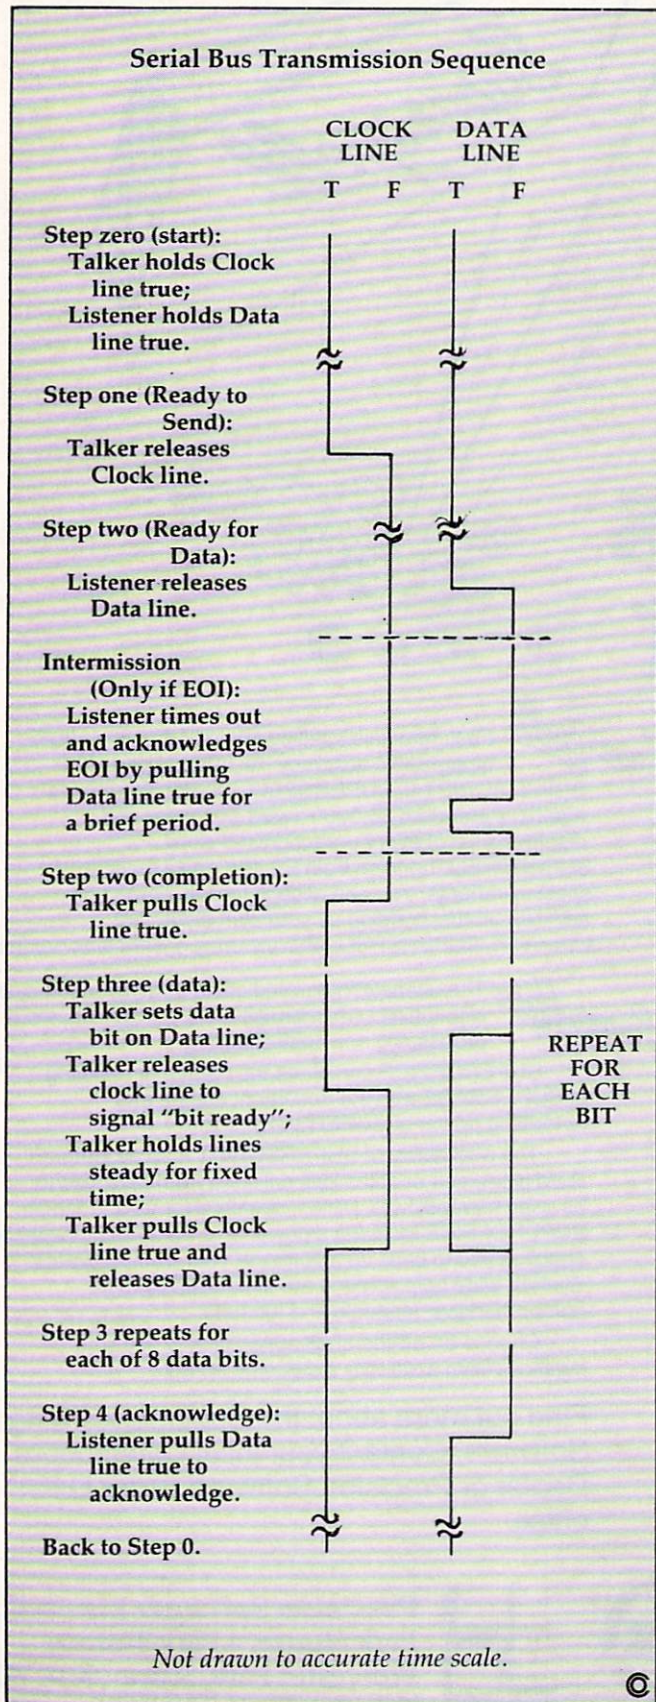 Serial Bus Transmission Sequence
CLOCK LINE
DATA LINE
T F T F
Step zero (start):
Talker holds Clock
line true;
Listener holds Data
line true.
Step one (Ready to
Send):
Talker releases
Clock line.
Step two (Ready for
Data):
Listener releases
Data line.
Intermission
(Only if EOI):
Listener times out
and acknowledges
EOI by pulling
Data line true for
a brief period.
Step two (completion):
Talker pulls Clock
line true.
Step three (data):
Talker sets data
bit on Data line;
Talker releases
clock line to
signal "bit ready";
Talker holds lines
steady for fixed
time;
Talker pulls Clock
line true and
releases Data line.
REPEAT
FOR
EACH
BIT
Step 3 repeats for
each of 8 data bits.
Step 4 (acknowledge):
Listener pulls Data
line true to
acknowledge.
Back to Step 0.
Not drawn to accurate time scale.